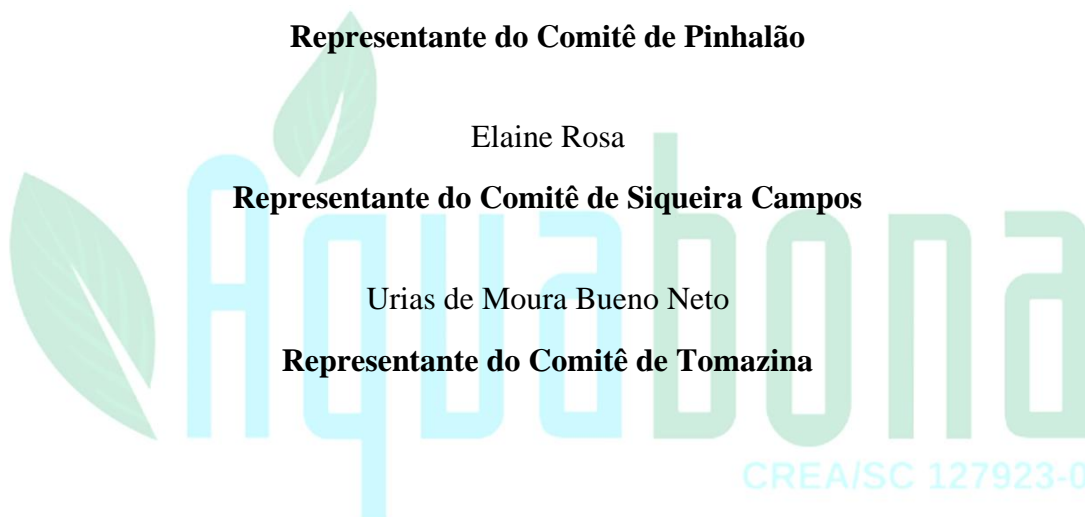 Representante do Comitê de Pinhalão
Elaine Rosa
Representante do Comitê de Siqueira Campos
Urias de Moura Bueno Neto
Representante do Comitê de Tomazina
Aquabona
CREA/SC 127923-0